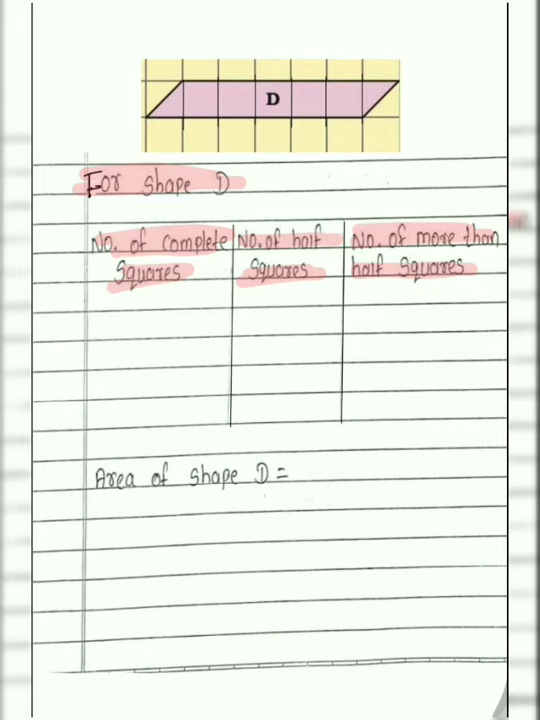 D
For shape D
No. of complete Squares
No. of half Squares
No. of more than half Squares
Area of shape D =